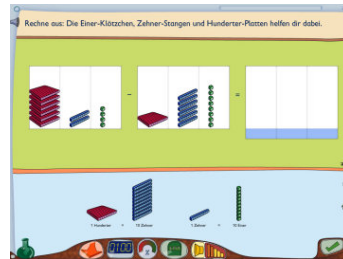 Rechne aus: Die Einer-Klötzchen, Zehner-Stangen und Hunderter-Platten helfen dir dabei.
- =
1 Hunderter = 10 Zehner 1 Zehner = 10 Einer
0100